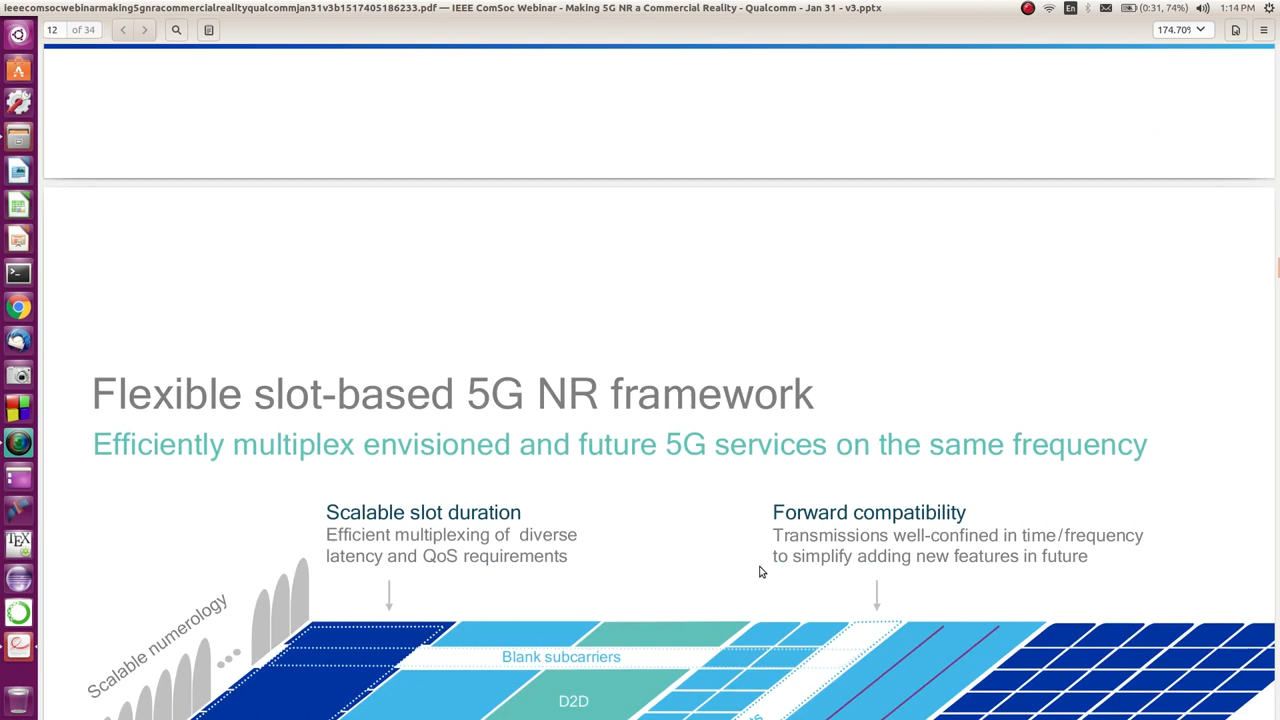 ieeecomsocwebinarmaking5gnracommercialrealityqualcommjan31v3b1517405186233.pdf — IEEE ComSoc Webinar - Making 5G NR a Commercial Reality - Qualcomm - Jan 31 - v3.pptx
En
(0:31, 74%)
1:14 PM
12
of 34
174.70%
Flexible slot-based 5G NR framework
Efficiently multiplex envisioned and future 5G services on the same frequency
Scalable slot duration
Efficient multiplexing of diverse
latency and QoS requirements
Forward compatibility
Transmissions well-confined in time/frequency
to simplify adding new features in future
Scalable numerology
Blank subcarriers
D2D
TEX